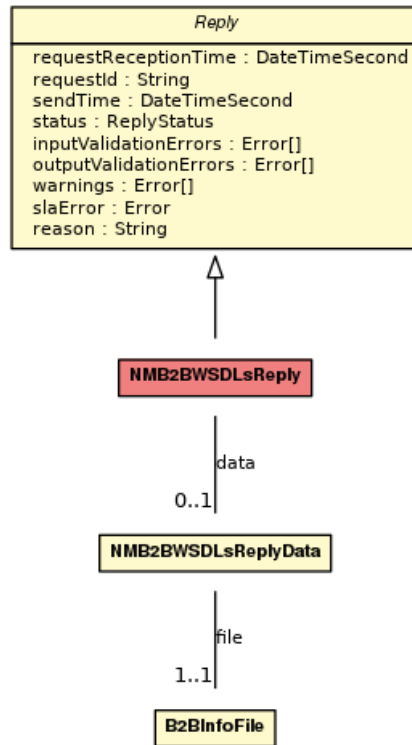 Reply
requestReceptionTime : DateTimeSecond
requestId : String
sendTime : DateTimeSecond
status : ReplyStatus
inputValidationErrors : Error[]
outputValidationErrors : Error[]
warnings : Error[]
slaError : Error
reason : String
NMB2BWSDLsReply
data
0..1
NMB2BWSDLsReplyData
file
1..1
B2BInfoFile